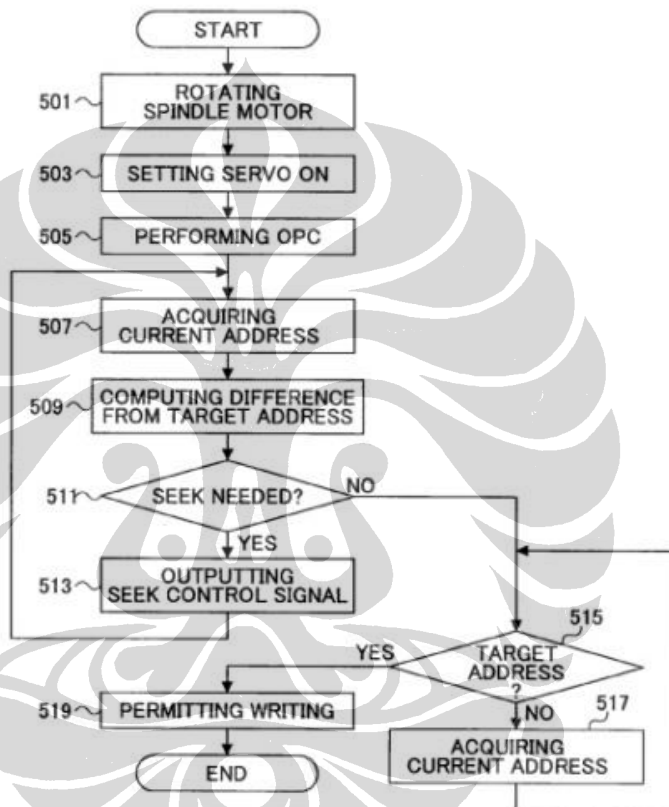 START
501
ROTATING
SPINDLE MOTOR
503
SETTING SERVO ON
505
PERFORMING OPC
507
ACQUIRING
CURRENT ADDRESS
509
COMPUTING DIFFERENCE
FROM TARGET ADDRESS
511
SEEK NEEDED?
NO
YES
513
OUTPUTTING
SEEK CONTROL SIGNAL
515
YES
TARGET
ADDRESS
?
NO
517
519
PERMITTING WRITING
ACQUIRING
CURRENT ADDRESS
END